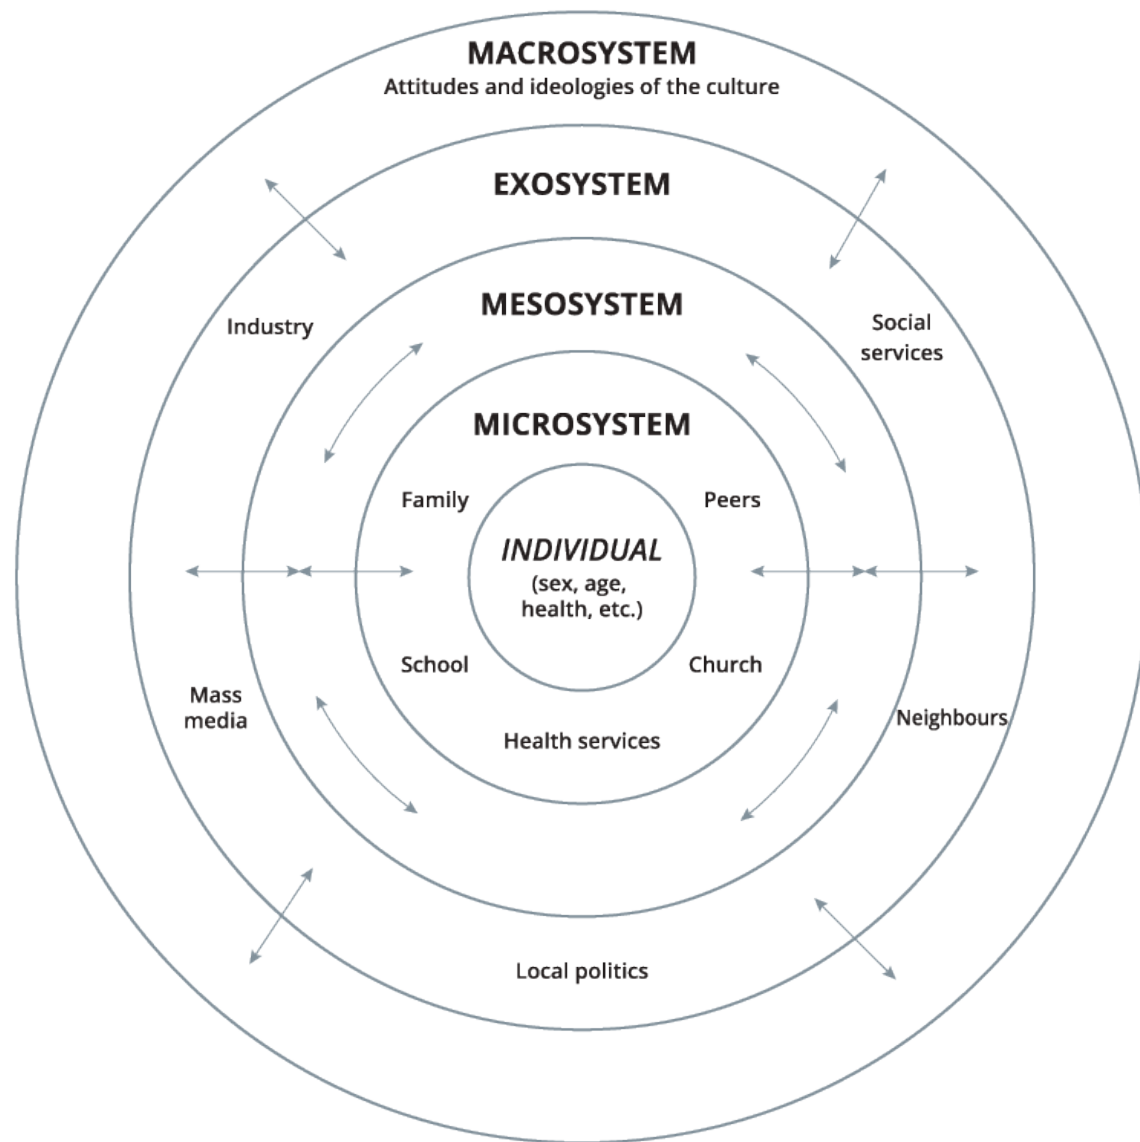 MACROSYSTEM
Attitudes and ideologies of the culture
EXOSYSTEM
MESOSYSTEM
Industry
Social
services
MICROSYSTEM
Family
Peers
INDIVIDUAL
(sex, age,
health, etc.)
School
Church
Mass
media
Neighbours
Health services
Local politics